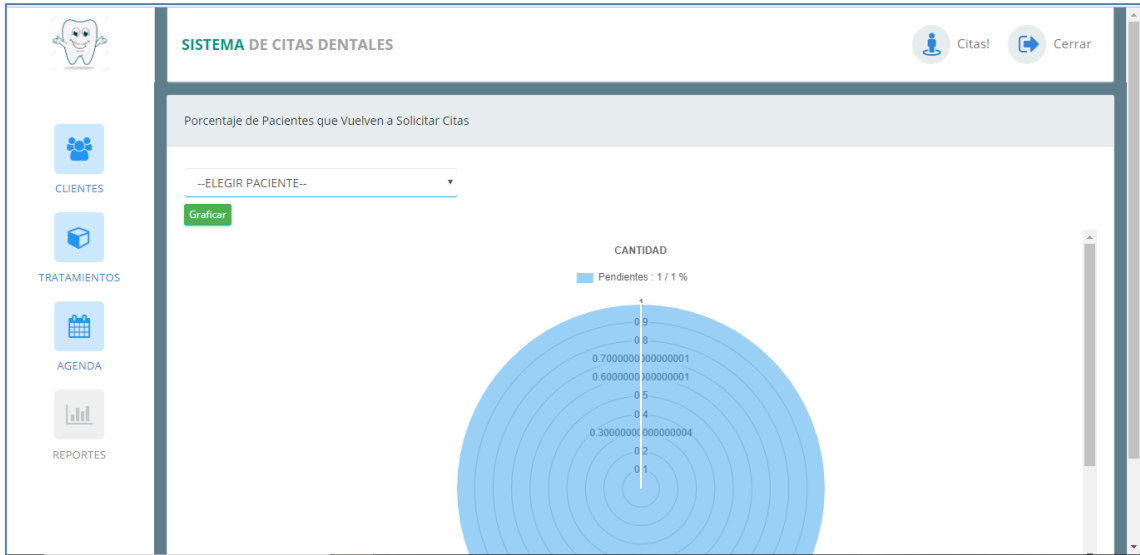 SISTEMA DE CITAS DENTALES
Citas!
Cerrar
CLIENTES
TRATAMIENTOS
AGENDA
REPORTES
Porcentaje de Pacientes que Vuelven a Solicitar Citas
--ELEGIR PACIENTE--
Graficar
CANTIDAD
Pendientes : 1 / 1 %
1
0.9
0.8
0.7000000000000001
0.6000000000000001
0.5
0.4
0.30000000000000004
0.2
0.1